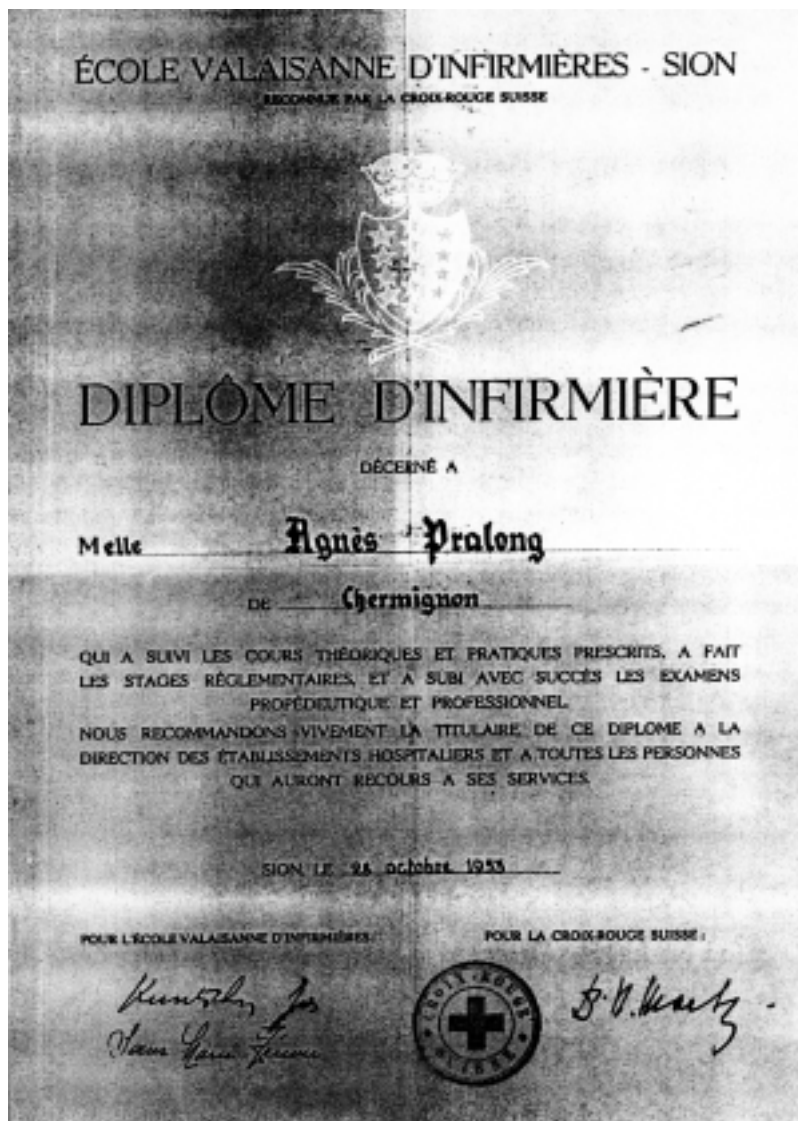 ÉCOLE VALAISANNE D'INFIRMIÈRES - SION
RECONNUE PAR LA CROIX-ROUGE SUISSE
DIPLÔME D'INFIRMIÈRE
DÉCERNÉ A
Melle Agnès Pralong
DE Chermignon
QUI A SUIVI LES COURS THÉORIQUES ET PRATIQUES PRESCRITS, A FAIT
LES STAGES RÉGLEMENTAIRES, ET A SUBI AVEC SUCCÈS LES EXAMENS
PROPÉDEUTIQUE ET PROFESSIONNEL.
NOUS RECOMMANDONS VIVEMENT LA TITULAIRE DE CE DIPLOME A LA
DIRECTION DES ÉTABLISSEMENTS HOSPITALIERS ET A TOUTES LES PERSONNES
QUI AURONT RECOURS A SES SERVICES.
SION, LE octobre 1953
POUR L'ÉCOLE VALAISANNE D'INFIRMIÈRES:
POUR LA CROIX-ROUGE SUISSE:
CROIX-ROUGE
SUISSE